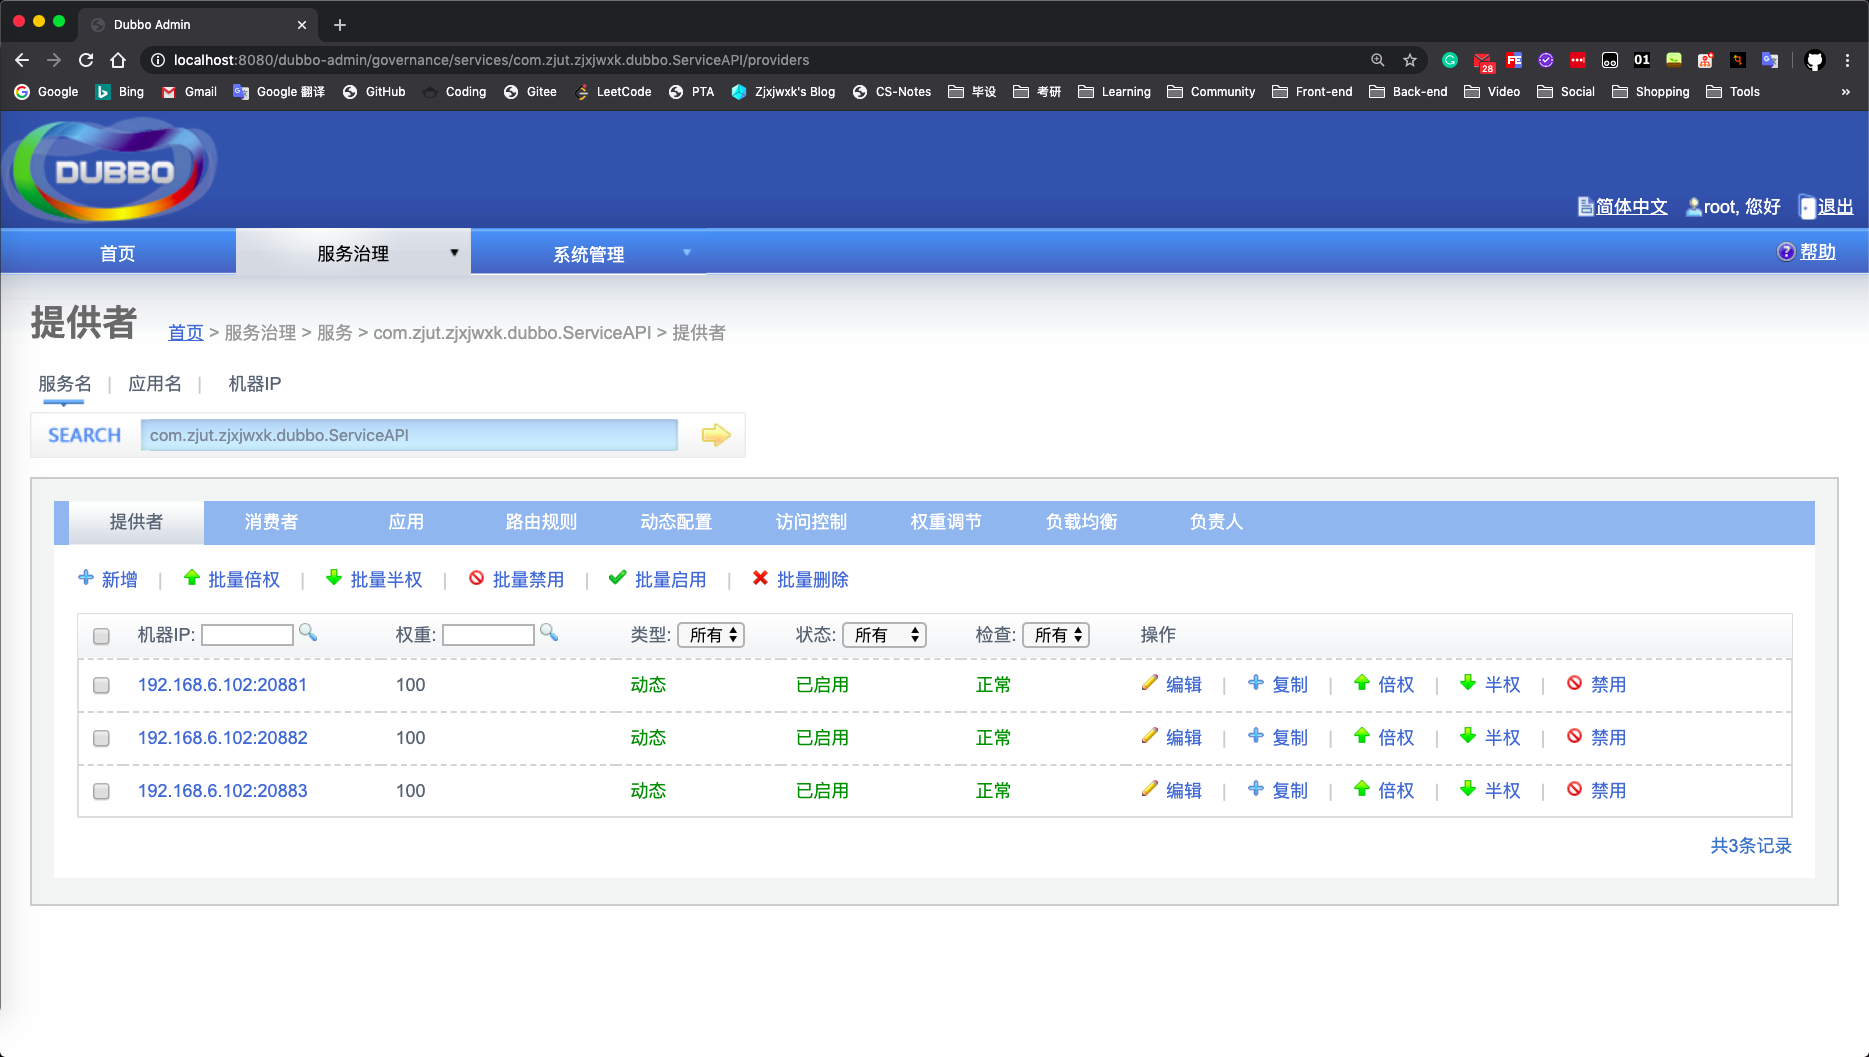 Dubbo Admin
localhost:8080/dubbo-admin/governance/services/com.zjut.zjxjwxk.dubbo.ServiceAPI/providers
28 FE 01
Google Bing Gmail Google 翻译 GitHub Coding Gitee LeetCode PTA Zjxjwxk's Blog CS-Notes 毕设 考研 Learning Community Front-end Back-end Video Social Shopping Tools »
DUBBO
简体中文 root, 您好 退出
首页 服务治理 系统管理 帮助
提供者 首页 > 服务治理 > 服务 > com.zjut.zjxjwxk.dubbo.ServiceAPI > 提供者
服务名 | 应用名 | 机器IP
SEARCH com.zjut.zjxjwxk.dubbo.ServiceAPI
提供者 消费者 应用 路由规则 动态配置 访问控制 权重调节 负载均衡 负责人
新增 | 批量倍权 | 批量半权 | 批量禁用 | 批量启用 | 批量删除
机器IP: 权重: 类型: 所有 状态: 所有 检查: 所有 操作
192.168.6.102:20881 100 动态 已启用 正常 编辑 | 复制 | 倍权 | 半权 | 禁用
192.168.6.102:20882 100 动态 已启用 正常 编辑 | 复制 | 倍权 | 半权 | 禁用
192.168.6.102:20883 100 动态 已启用 正常 编辑 | 复制 | 倍权 | 半权 | 禁用
共3条记录